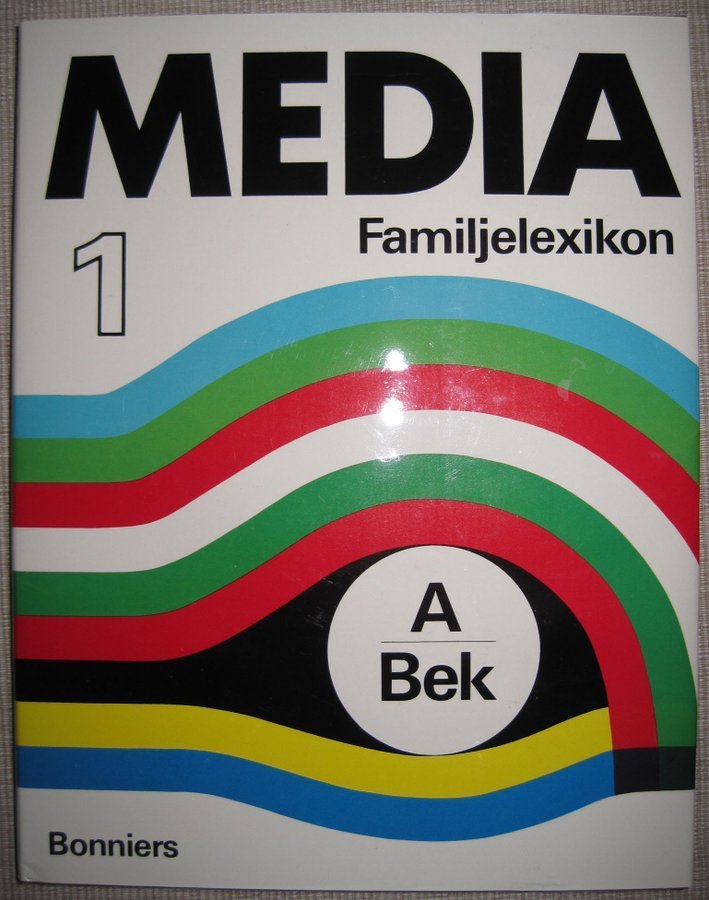 MEDIA
Familjelexikon
1
A
Bek
Bonniers